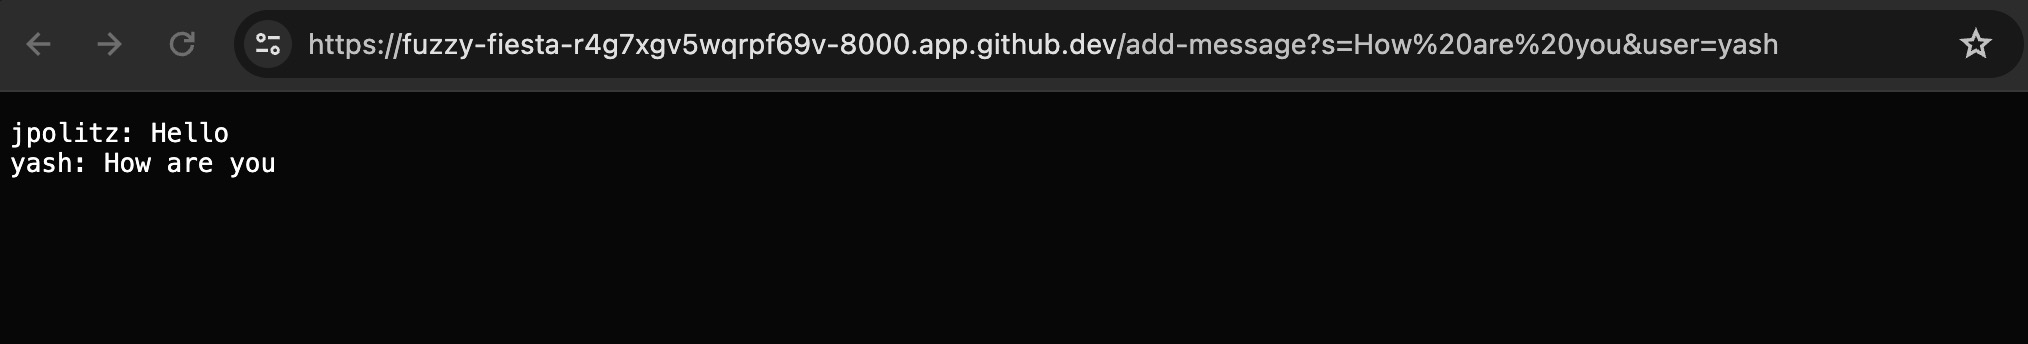 https://fuzzy-fiesta-r4g7xgv5wqrpf69v-8000.app.github.dev/add-message?s=How%20are%20you&user=yash
jpolitz: Hello
yash: How are you